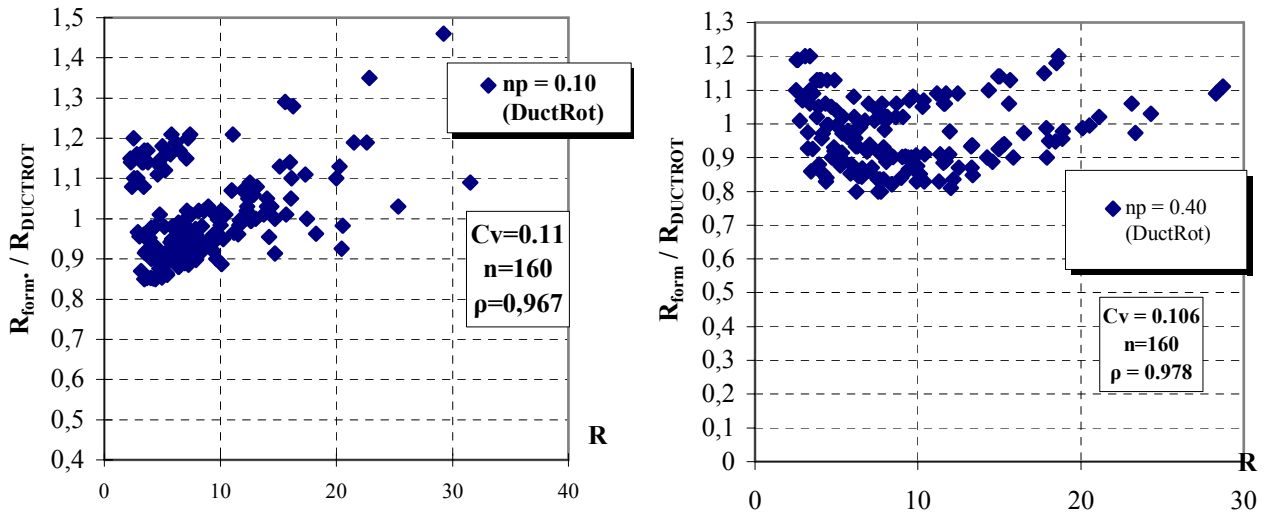 1,5
1,4
1,3
1,2
1,1
1
0,9
0,8
0,7
0,6
0,5
0,4
0
10
20
30
40
R
R form. / R DUCTROT
np = 0.10
(DuctRot)
Cv=0.11
n=160
ρ=0,967
1,3
1,2
1,1
1
0,9
0,8
0,7
0,6
0,5
0,4
0,3
0,2
0,1
0
0
10
20
30
R
R form / R DUCTROT
np = 0.40
(DuctRot)
Cv = 0.106
n=160
ρ = 0.978